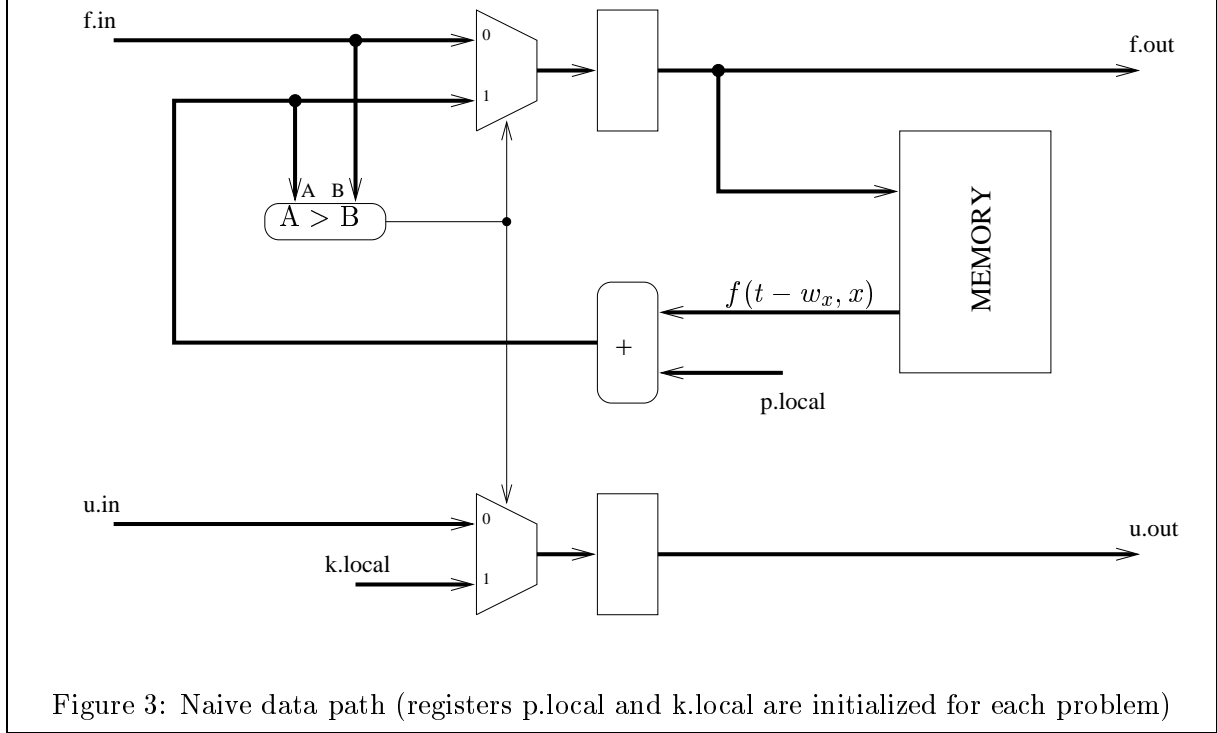 f.in
0
f.out
1
A B
A > B
MEMORY
f(t − w_x, x)
+
p.local
u.in
0
u.out
k.local
1
Figure 3: Naive data path (registers p.local and k.local are initialized for each problem)